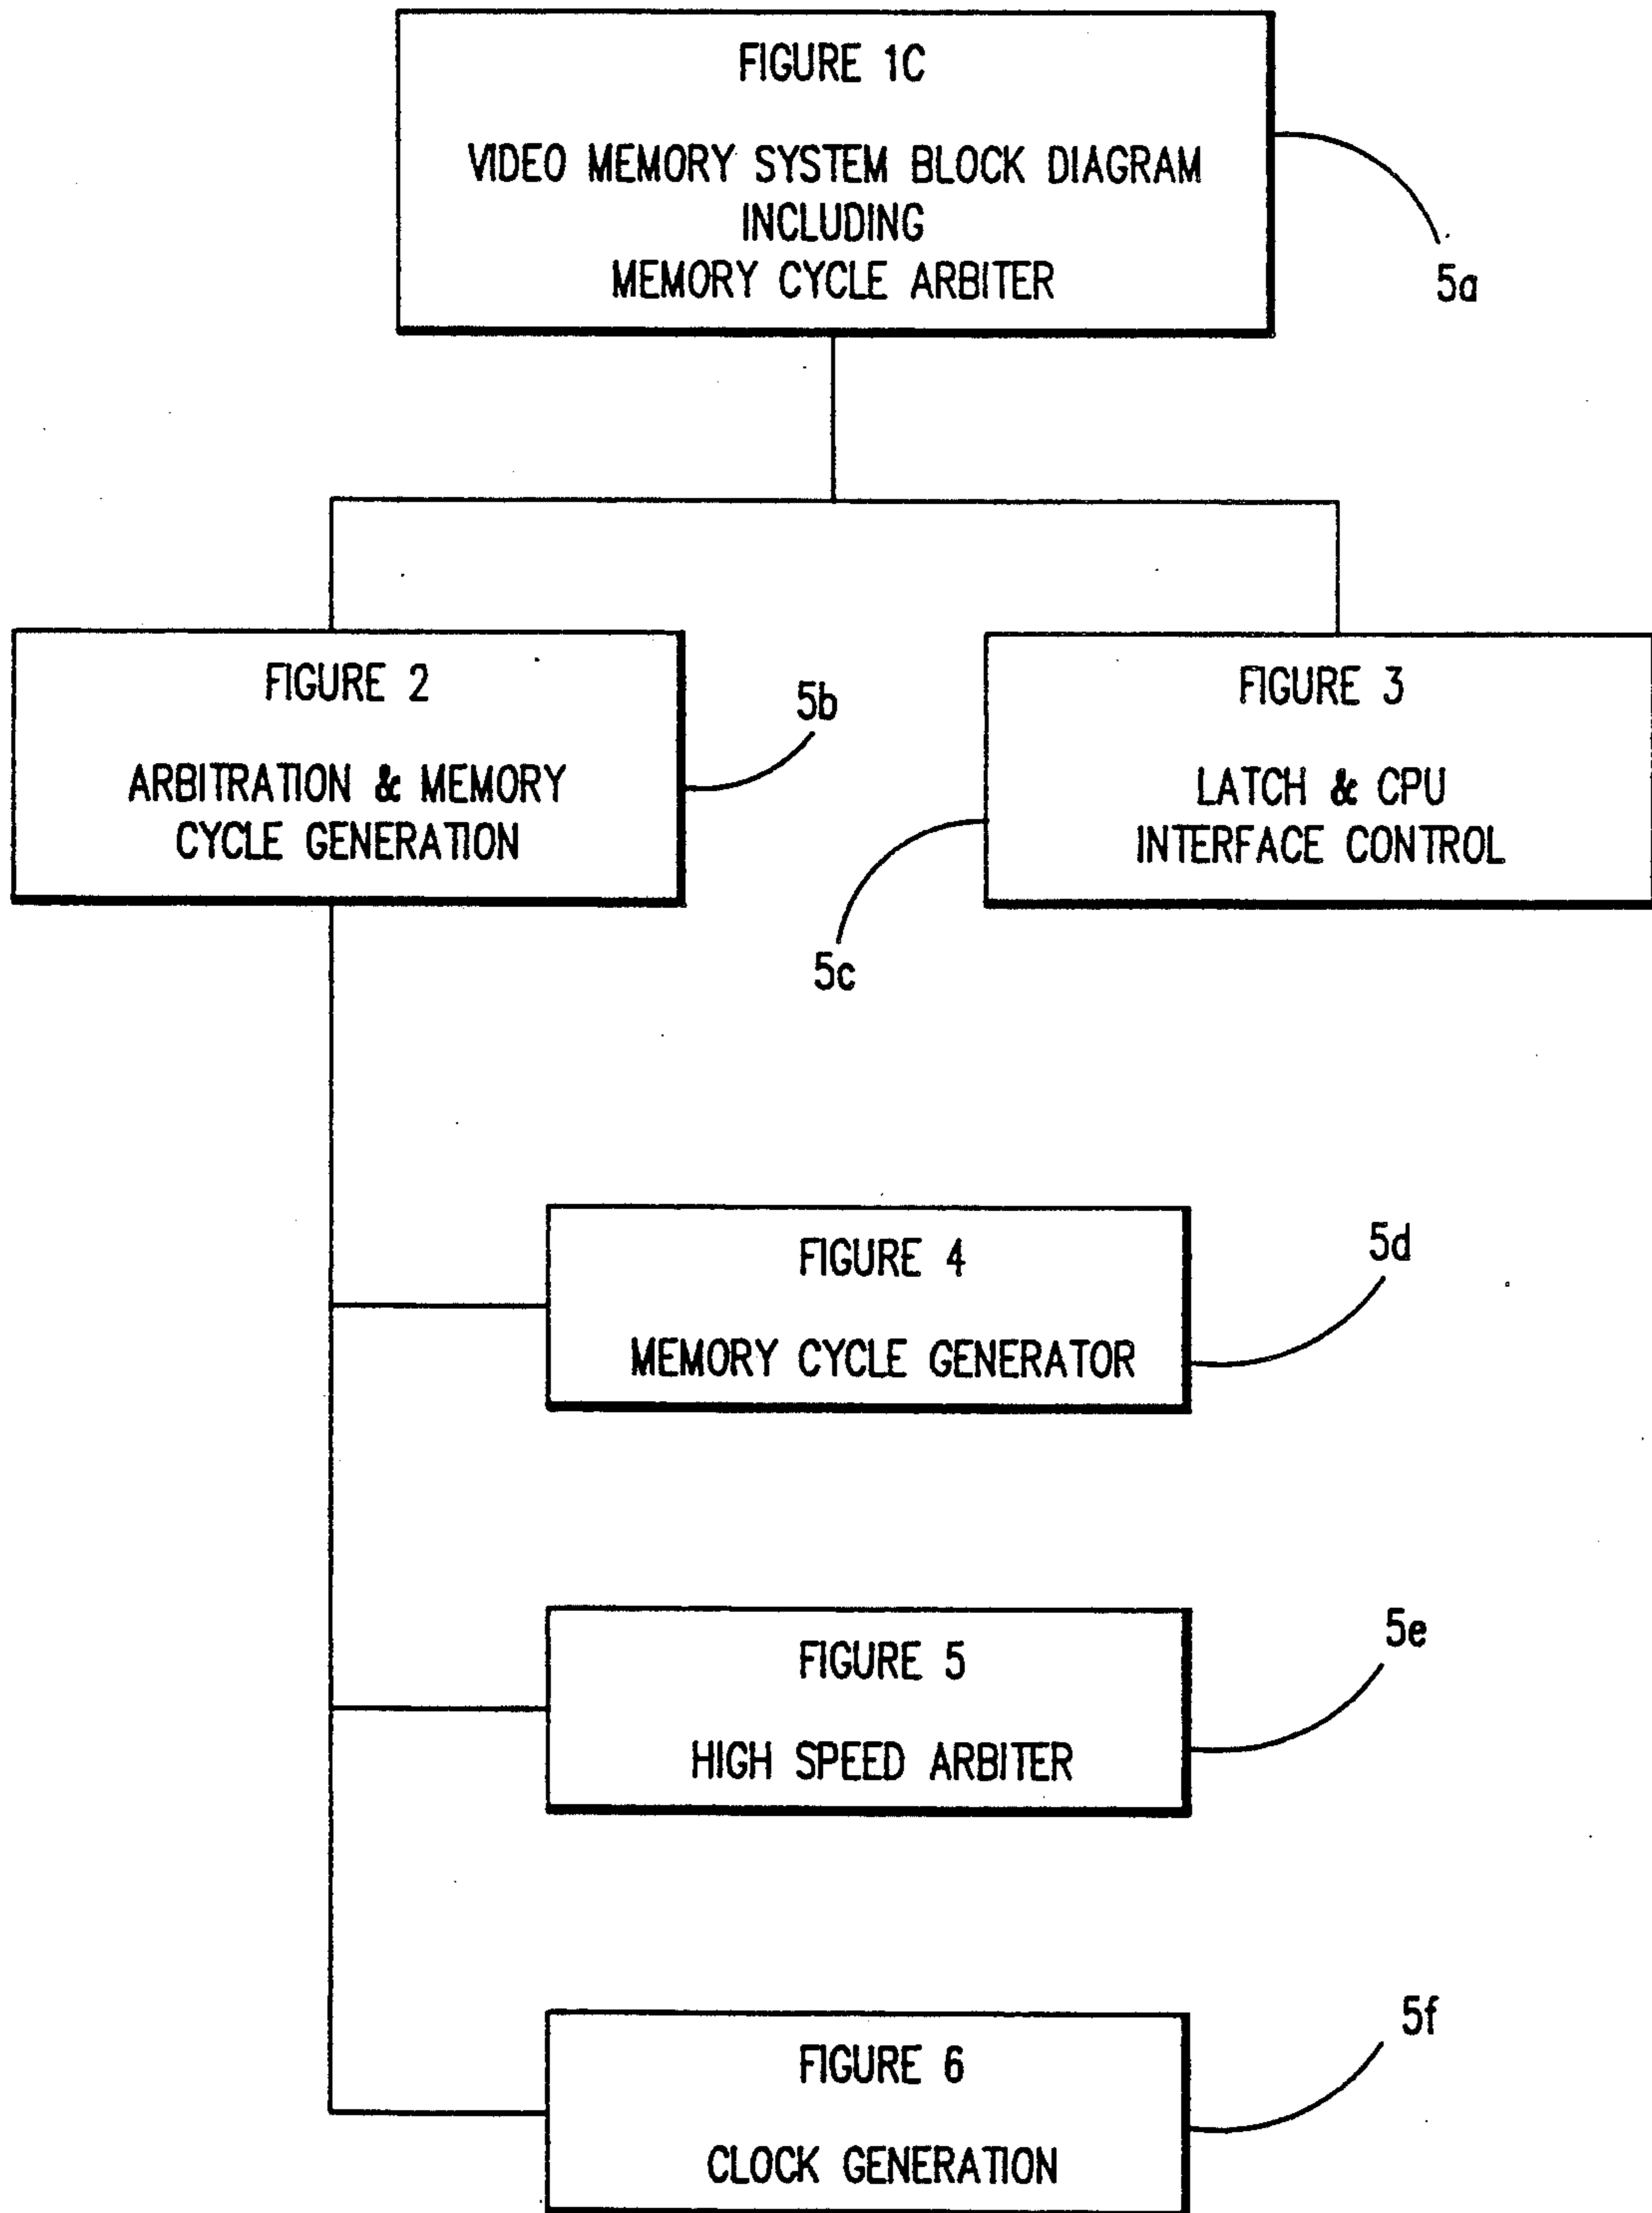 FIGURE 1C
VIDEO MEMORY SYSTEM BLOCK DIAGRAM
INCLUDING
MEMORY CYCLE ARBITER
5a
FIGURE 2
ARBITRATION & MEMORY
CYCLE GENERATION
5b
FIGURE 3
LATCH & CPU
INTERFACE CONTROL
5c
FIGURE 4
MEMORY CYCLE GENERATOR
5d
FIGURE 5
HIGH SPEED ARBITER
5e
FIGURE 6
CLOCK GENERATION
5f